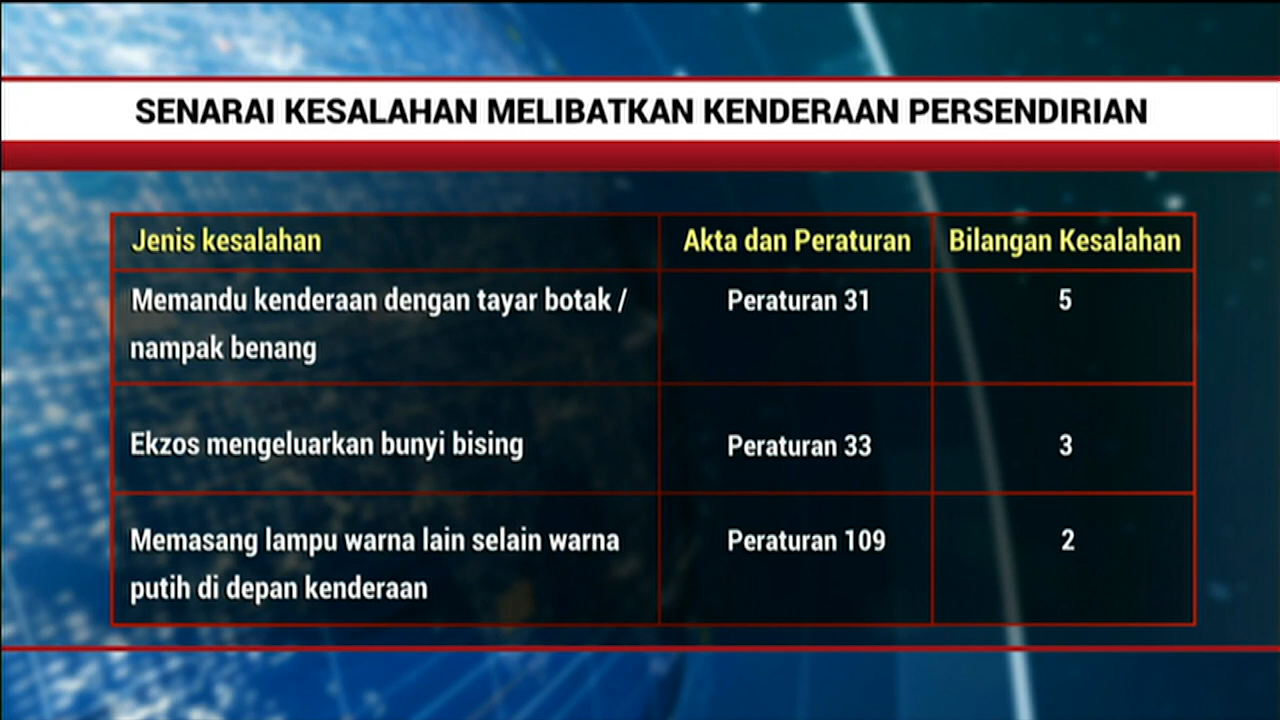 SENARAI KESALAHAN MELIBATKAN KENDERAAN PERSENDIRIAN
Jenis kesalahan Akta dan Peraturan Bilangan Kesalahan
Memandu kenderaan dengan tayar botak / Peraturan 31 5
nampak benang
Ekzos mengeluarkan bunyi bising Peraturan 33 3
Memasang lampu warna lain selain warna Peraturan 109 2
putih di depan kenderaan